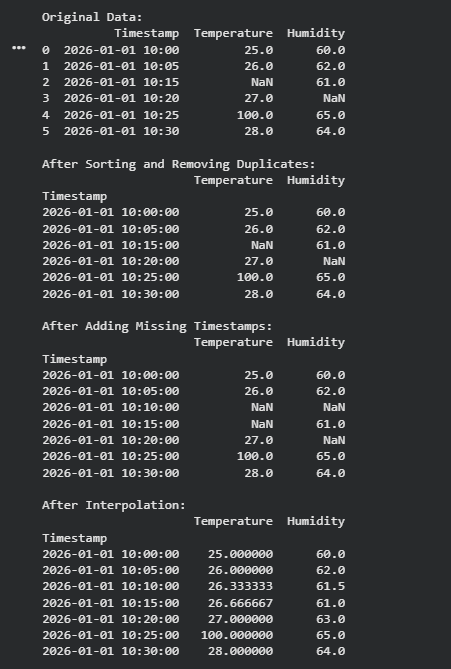 Original Data:
            Timestamp  Temperature  Humidity
0  2026-01-01 10:00         25.0      60.0
1  2026-01-01 10:05         26.0      62.0
2  2026-01-01 10:15          NaN      61.0
3  2026-01-01 10:20         27.0       NaN
4  2026-01-01 10:25        100.0      65.0
5  2026-01-01 10:30         28.0      64.0

After Sorting and Removing Duplicates:
                     Temperature  Humidity
Timestamp
2026-01-01 10:00:00         25.0      60.0
2026-01-01 10:05:00         26.0      62.0
2026-01-01 10:15:00          NaN      61.0
2026-01-01 10:20:00         27.0       NaN
2026-01-01 10:25:00        100.0      65.0
2026-01-01 10:30:00         28.0      64.0

After Adding Missing Timestamps:
                     Temperature  Humidity
Timestamp
2026-01-01 10:00:00         25.0      60.0
2026-01-01 10:05:00         26.0      62.0
2026-01-01 10:10:00          NaN       NaN
2026-01-01 10:15:00          NaN      61.0
2026-01-01 10:20:00         27.0       NaN
2026-01-01 10:25:00        100.0      65.0
2026-01-01 10:30:00         28.0      64.0

After Interpolation:
                     Temperature  Humidity
Timestamp
2026-01-01 10:00:00    25.000000      60.0
2026-01-01 10:05:00    26.000000      62.0
2026-01-01 10:10:00    26.333333      61.5
2026-01-01 10:15:00    26.666667      61.0
2026-01-01 10:20:00    27.000000      63.0
2026-01-01 10:25:00   100.000000      65.0
2026-01-01 10:30:00    28.000000      64.0